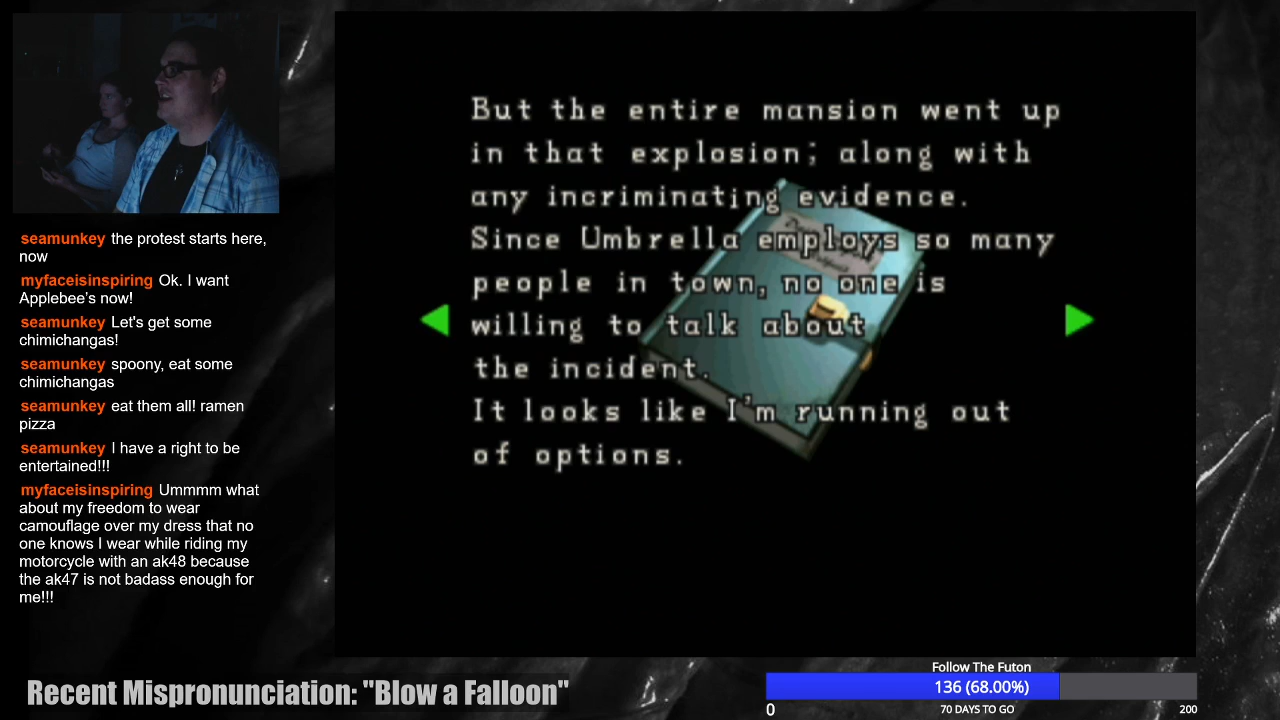 seamunkey the protest starts here,
now
myfaceisinspiring Ok. I want
Applebee's now!
seamunkey Let's get some
chimichangas!
seamunkey spoony, eat some
chimichangas
seamunkey eat them all! ramen
pizza
seamunkey I have a right to be
entertained!!!
myfaceisinspiring Ummmm what
about my freedom to wear
camouflage over my dress that no
one knows I wear while riding my
motorcycle with an ak48 because
the ak47 is not badass enough for
me!!!
But the entire mansion went up
in that explosion; along with
any incriminating evidence.
Since Umbrella employs so many
people in town, no one is
willing to talk about
the incident.
It looks like I'm running out
of options.
Recent Mispronunciation: "Blow a Falloon"
Follow The Futon
136 (68.00%)
0
70 DAYS TO GO
200